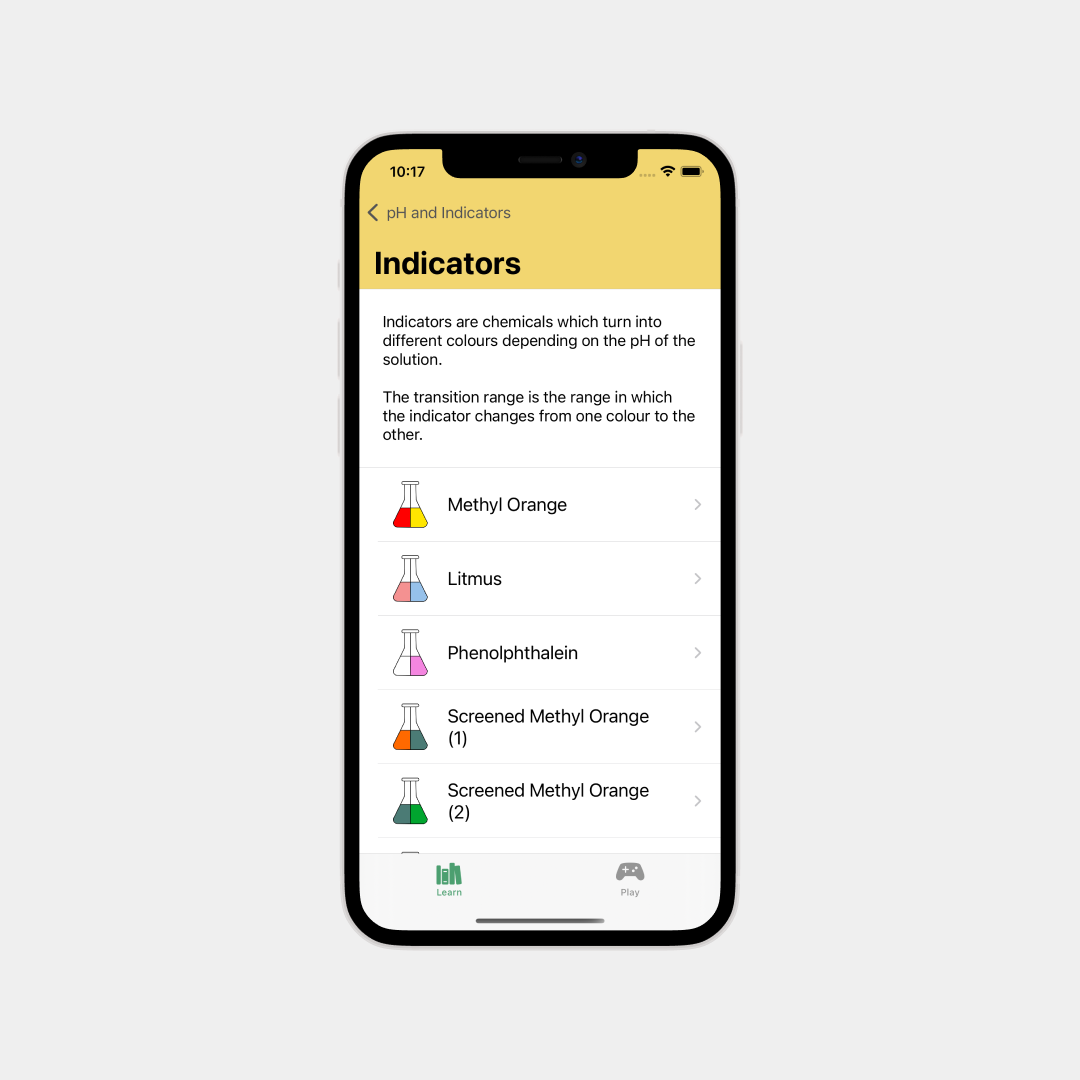 10:17
pH and Indicators
Indicators
Indicators are chemicals which turn into
different colours depending on the pH of the
solution.
The transition range is the range in which
the indicator changes from one colour to the
other.
Methyl Orange
Litmus
Phenolphthalein
Screened Methyl Orange
(1)
Screened Methyl Orange
(2)
Learn
Play